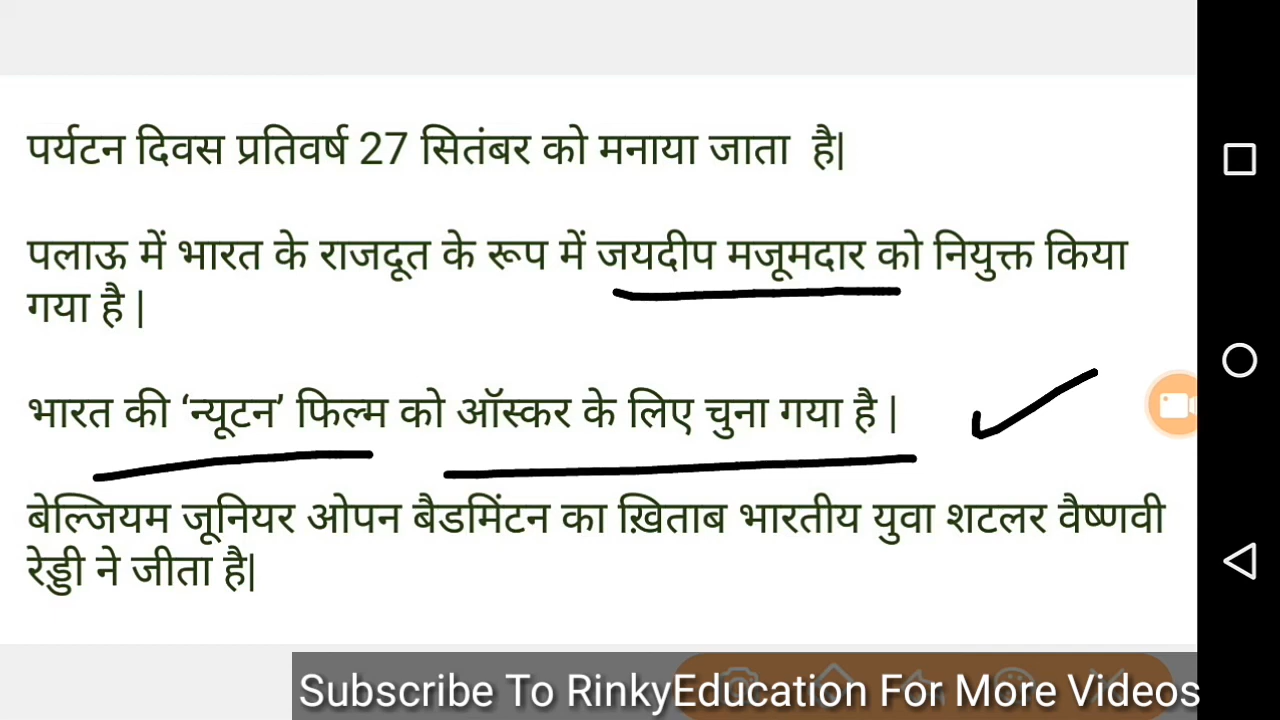 पर्यटन दिवस प्रतिवर्ष 27 सितंबर को मनाया जाता है|
पलाऊ में भारत के राजदूत के रूप में जयदीप मजूमदार को नियुक्त किया
गया है |
भारत की ‘न्यूटन’ फिल्म को ऑस्कर के लिए चुना गया है |
बेल्जियम जूनियर ओपन बैडमिंटन का ख़िताब भारतीय युवा शटलर वैष्णवी
रेड्डी ने जीता है|
Subscribe To RinkyEducation For More Videos